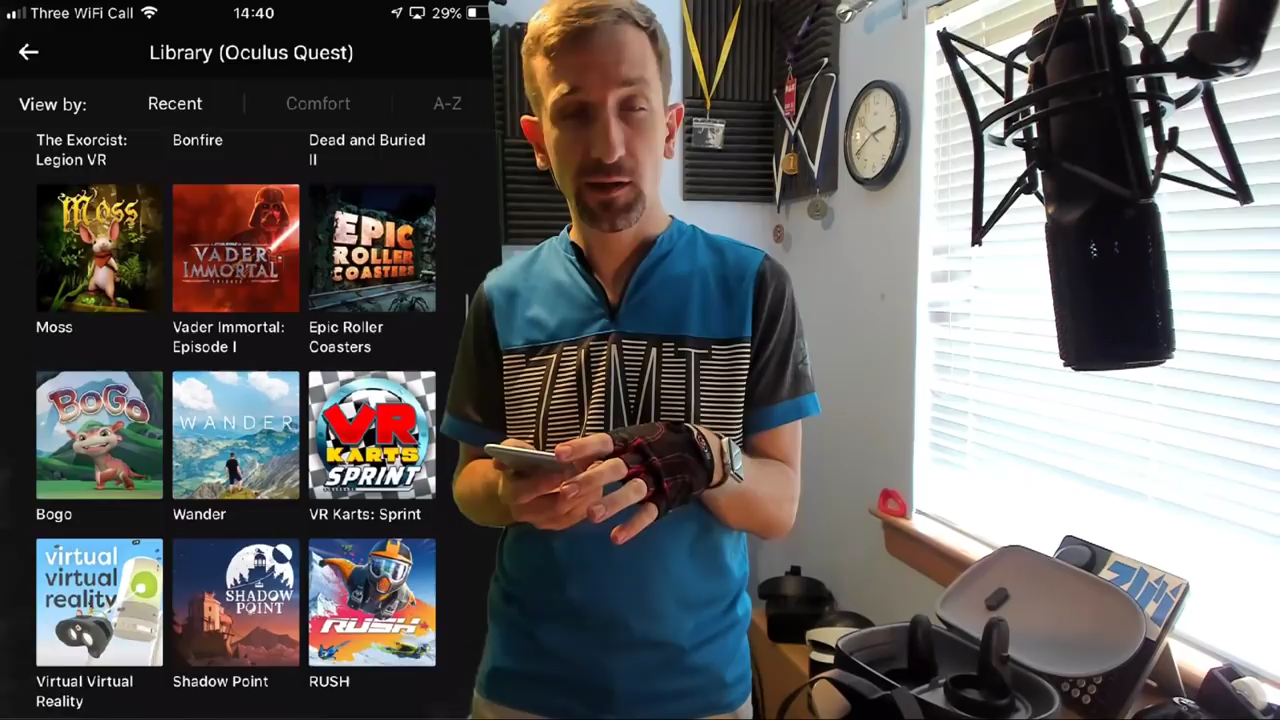 Three WiFi Call
14:40
29%
Library (Oculus Quest)
View by:
Recent
Comfort
A-Z
The Exorcist:
Legion VR
Bonfire
Dead and Buried
II
Moss
STAR WARS
VADER
IMMORTAL
EPISODE I
EPIC
ROLLER
COASTERS
Moss
Vader Immortal:
Episode I
Epic Roller
Coasters
BOGO
WANDER
VR
KARTS
SPRINT
Bogo
Wander
VR Karts: Sprint
virtual
virtual
reality
SHADOW
POINT
RUSH
Virtual Virtual
Reality
Shadow Point
RUSH